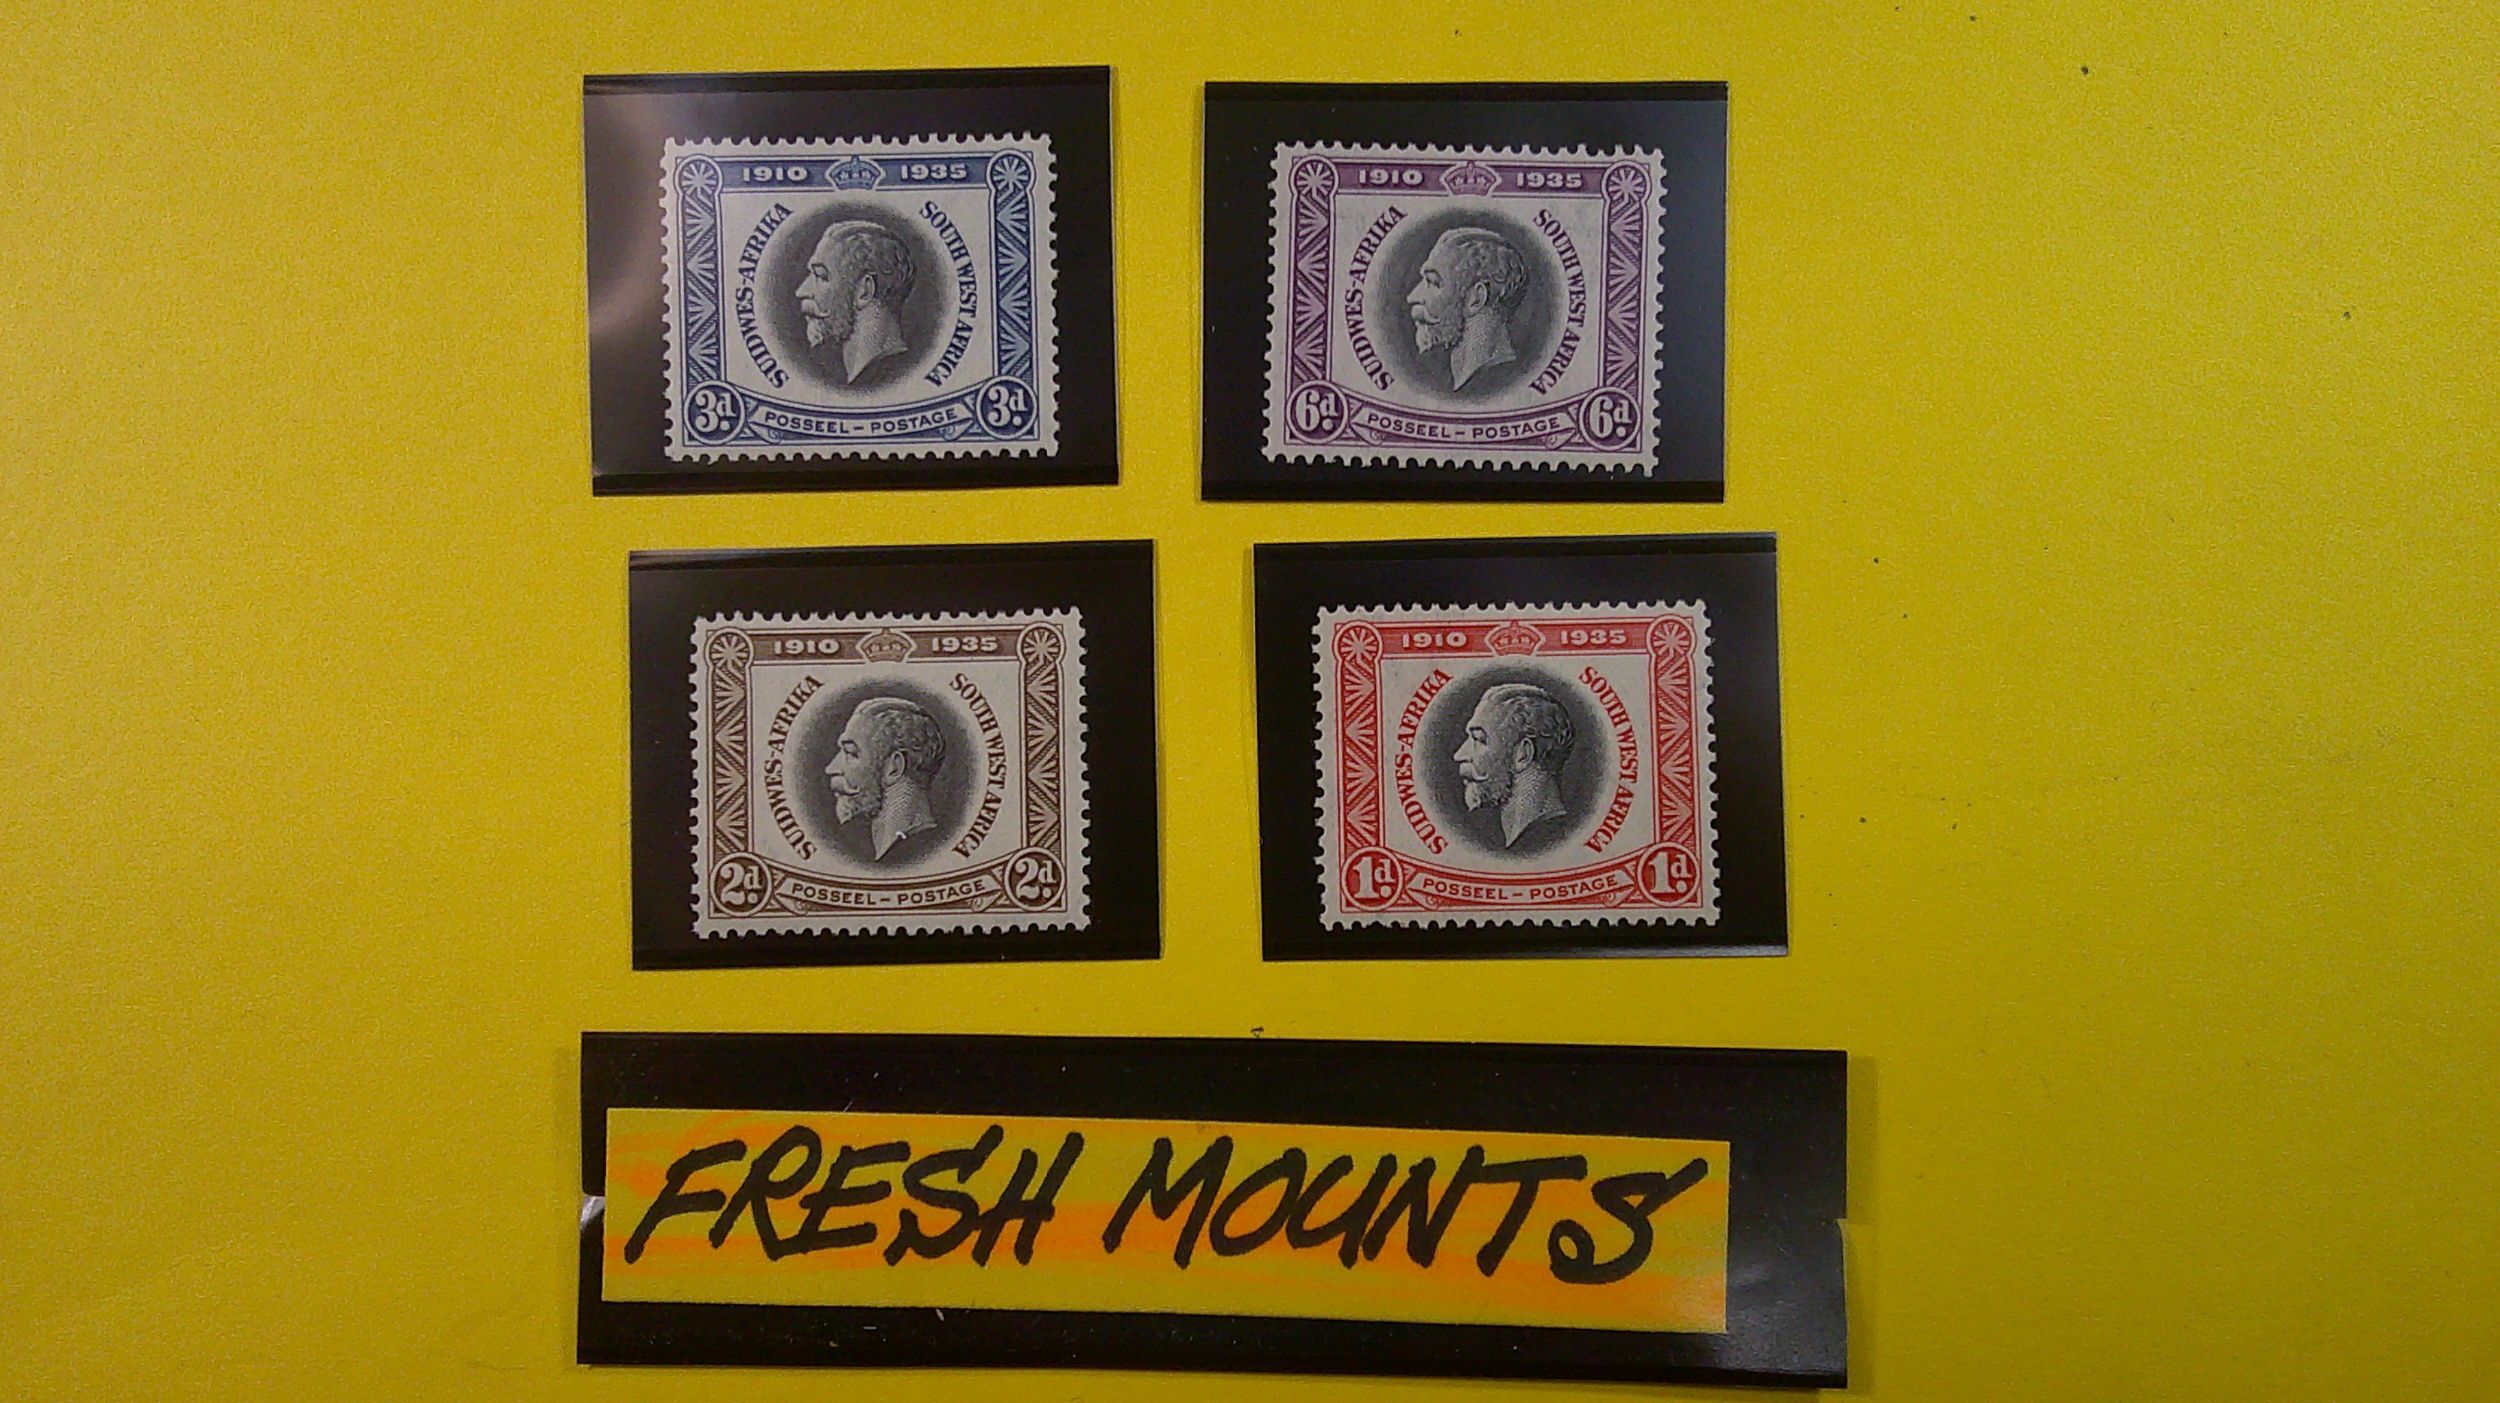 1910 1935
SUIDWES-AFRIKA
SOUTH WEST AFRICA
3d. 3d.
POSSEEL - POSTAGE
1910 1935
SUIDWES-AFRIKA
SOUTH WEST AFRICA
6d. 6d.
POSSEEL - POSTAGE
1910 1935
SUIDWES-AFRIKA
SOUTH WEST AFRICA
2d. 2d.
POSSEEL - POSTAGE
1910 1935
SUIDWES-AFRIKA
SOUTH WEST AFRICA
1d. 1d.
POSSEEL - POSTAGE
FRESH MOUNTS